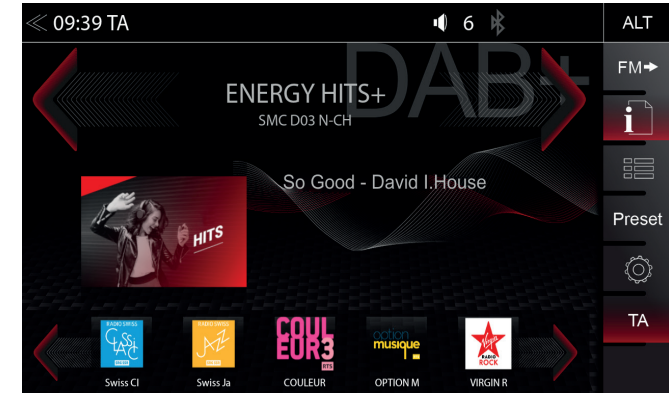 09:39 TA
6
ALT
DAB+
FM
ENERGY HITS+
SMC D03 N-CH
i
So Good - David I.House
HITS
Preset
TA
RADIO SWISS
CLASSIC
RADIO SWISS
JAZZ
COUL
EUR3
RTS
option
musique
Virgin
RADIO
ROCK
Swiss Cl
Swiss Ja
COULEUR
OPTION M
VIRGIN R